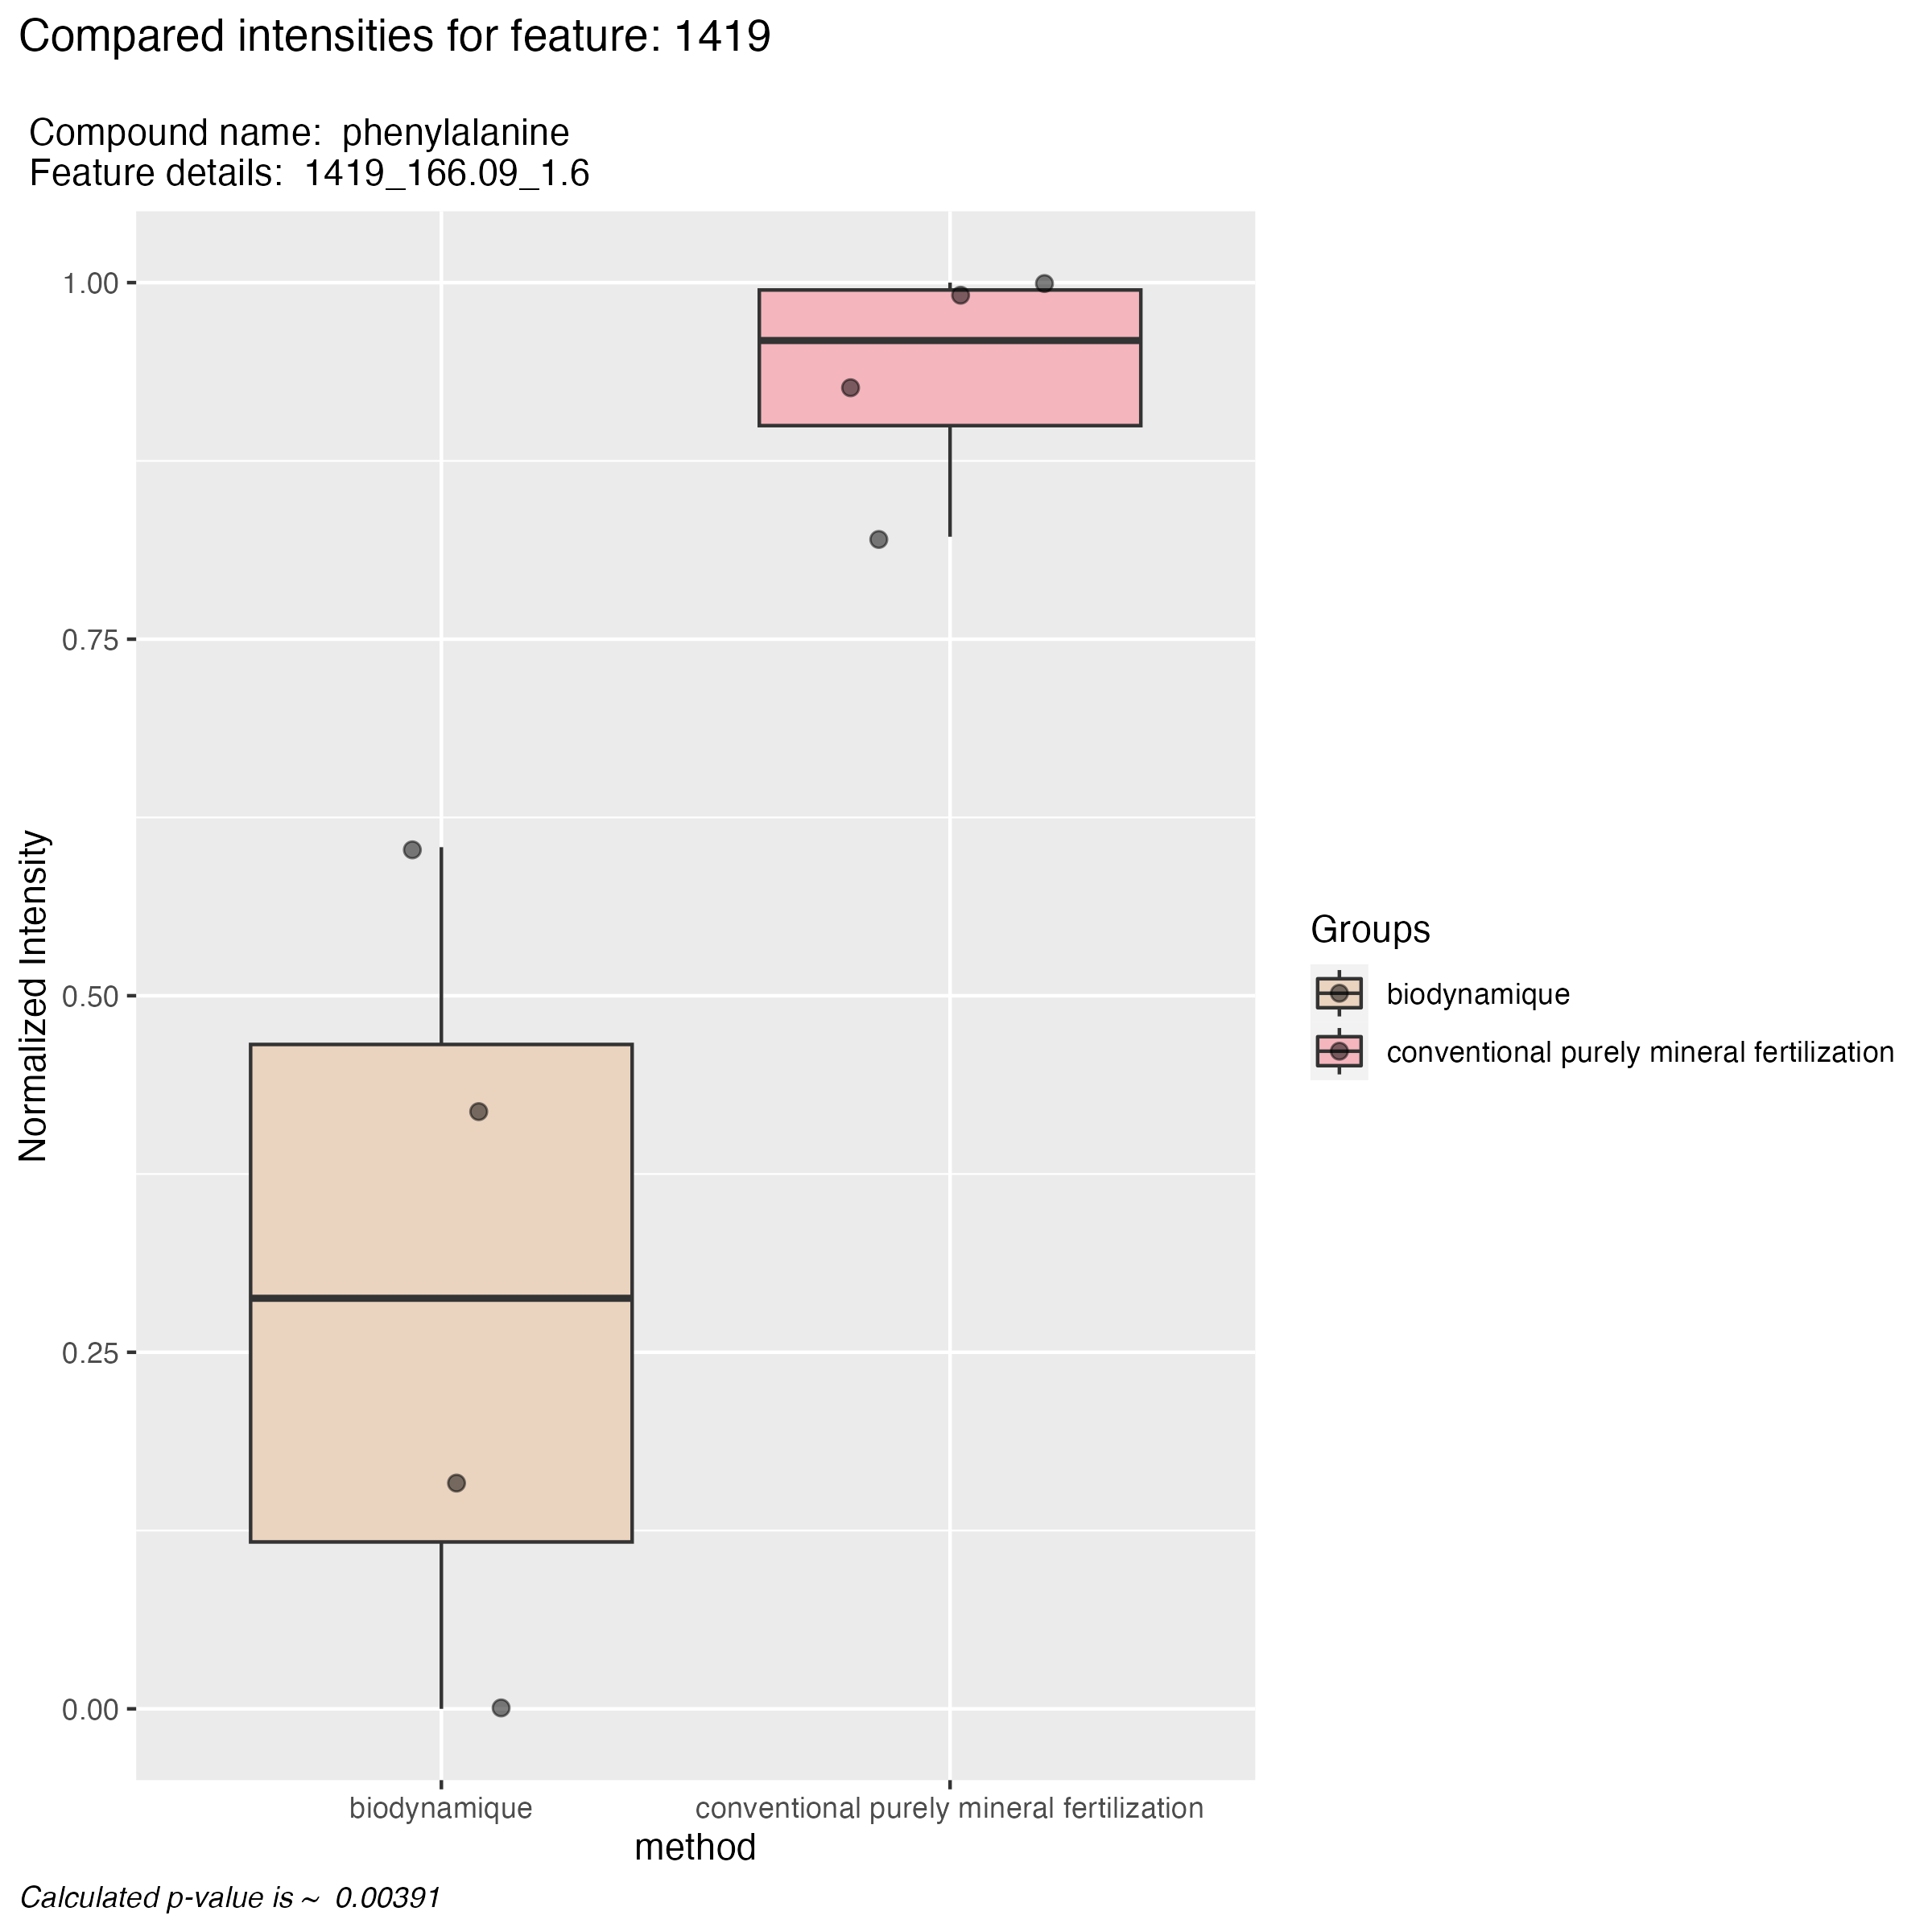 Compared intensities for feature: 1419
Compound name:  phenylalanine
Feature details:  1419_166.09_1.6
1.00
0.75
0.50
0.25
0.00
Normalized Intensity
biodynamique
conventional purely mineral fertilization
method
Groups
biodynamique
conventional purely mineral fertilization
Calculated p-value is ~  0.00391